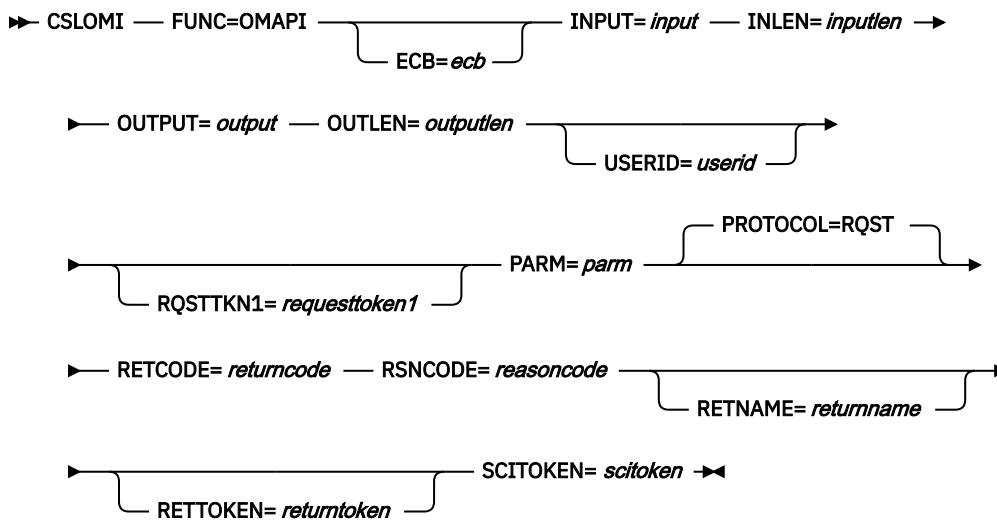 CSLOMI FUNC=OMAPI INPUT= input INLEN= inputlen
ECB= ecb
OUTPUT= output OUTLEN= outputlen
USERID= userid
PROTOCOL=RQST
PARM= parm
RQSTTKN1= requesttoken1
RETCODE= returncode RSNCODE= reasoncode
RETNAME= returnname
SCITOKEN= scitoken
RETTOKEN= returntoken